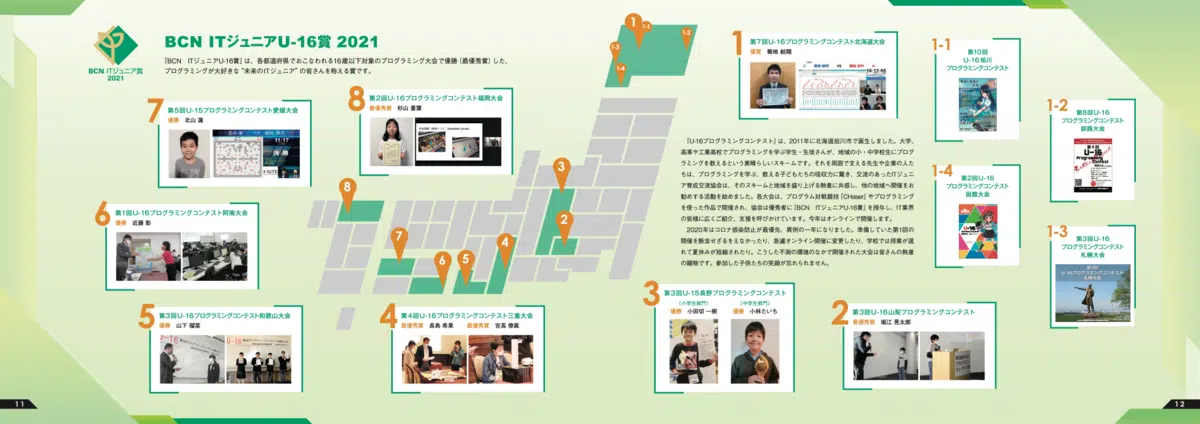 BCN ITジュニア賞
2021
BCN ITジュニアU-16賞 2021
「BCN ITジュニアU-16賞」は、各都道府県でおこなわれる16歳以下対象のプログラミング大会で優勝（最優秀賞）した、
プログラミングが大好きな“未来のITジュニア”の皆さんを称える賞です。
7
第5回U-15プログラミングコンテスト愛媛大会
優勝 北山 蓮
8
第2回U-16プログラミングコンテスト福岡大会
最優秀賞 杉山 蒼葉
6
第1回U-16プログラミングコンテスト阿南大会
優勝 近藤 彰
5
第3回U-16プログラミングコンテスト和歌山大会
優勝 山下 瑠菜
4
第4回U-16プログラミングコンテスト三重大会
最優秀賞 長島 希果 最優秀賞 吉高 僚眞
3
第3回U-15長野プログラミングコンテスト
（小学生部門）
優勝 小田切 一樹
（中学生部門）
優勝 小林たいち
2
第3回U-16山梨プログラミングコンテスト
最優秀賞 堀江 晃太郎
1
第7回U-16プログラミングコンテスト北海道大会
優勝 菊地 結翔
1-1
第10回
U-16旭川
プログラミングコンテスト
1-2
第8回U-16
プログラミングコンテスト
釧路大会
1-4
第2回U-16
プログラミングコンテスト
函館大会
1-3
第3回U-16
プログラミングコンテスト
札幌大会
1
1-1
1-2
1-3
1-4
8
7
6
5
4
3
2
「U-16プログラミングコンテスト」は、2011年に北海道旭川市で誕生しました。大学、
高専や工業高校でプログラミングを学ぶ学生・生徒さんが、地域の小・中学校生にプログ
ラミングを教えるという素晴らしいスキームです。それを周囲で支える先生や企業の人た
ちは、プログラミングを学ぶ、教える子どもたちの吸収力に驚き、交流のあったITジュニ
ア育成交流協会は、そのスキームと地域を盛り上げる熱意に共感し、他の地域へ開催をお
勧めする活動を始めました。各大会は、プログラム対戦競技「CHaser」やプログラミング
を使った作品で開催され、協会は優秀者に「BCN ITジュニアU-16賞」を授与し、IT業界
の皆様に広くご紹介、支援を呼びかけています。今年はオンラインで開催します。
2020年はコロナ感染防止が最優先、異例の一年になりました。準備していた第1回の
開催を断念せざるをえなかったり、急遽オンライン開催に変更したり、学校では授業が遅
れて夏休みが短縮されたり。こうした不測の環境のなかで開催された大会は皆さんの熱意
の賜物です。参加した子供たちの笑顔が忘れられません。
11
12